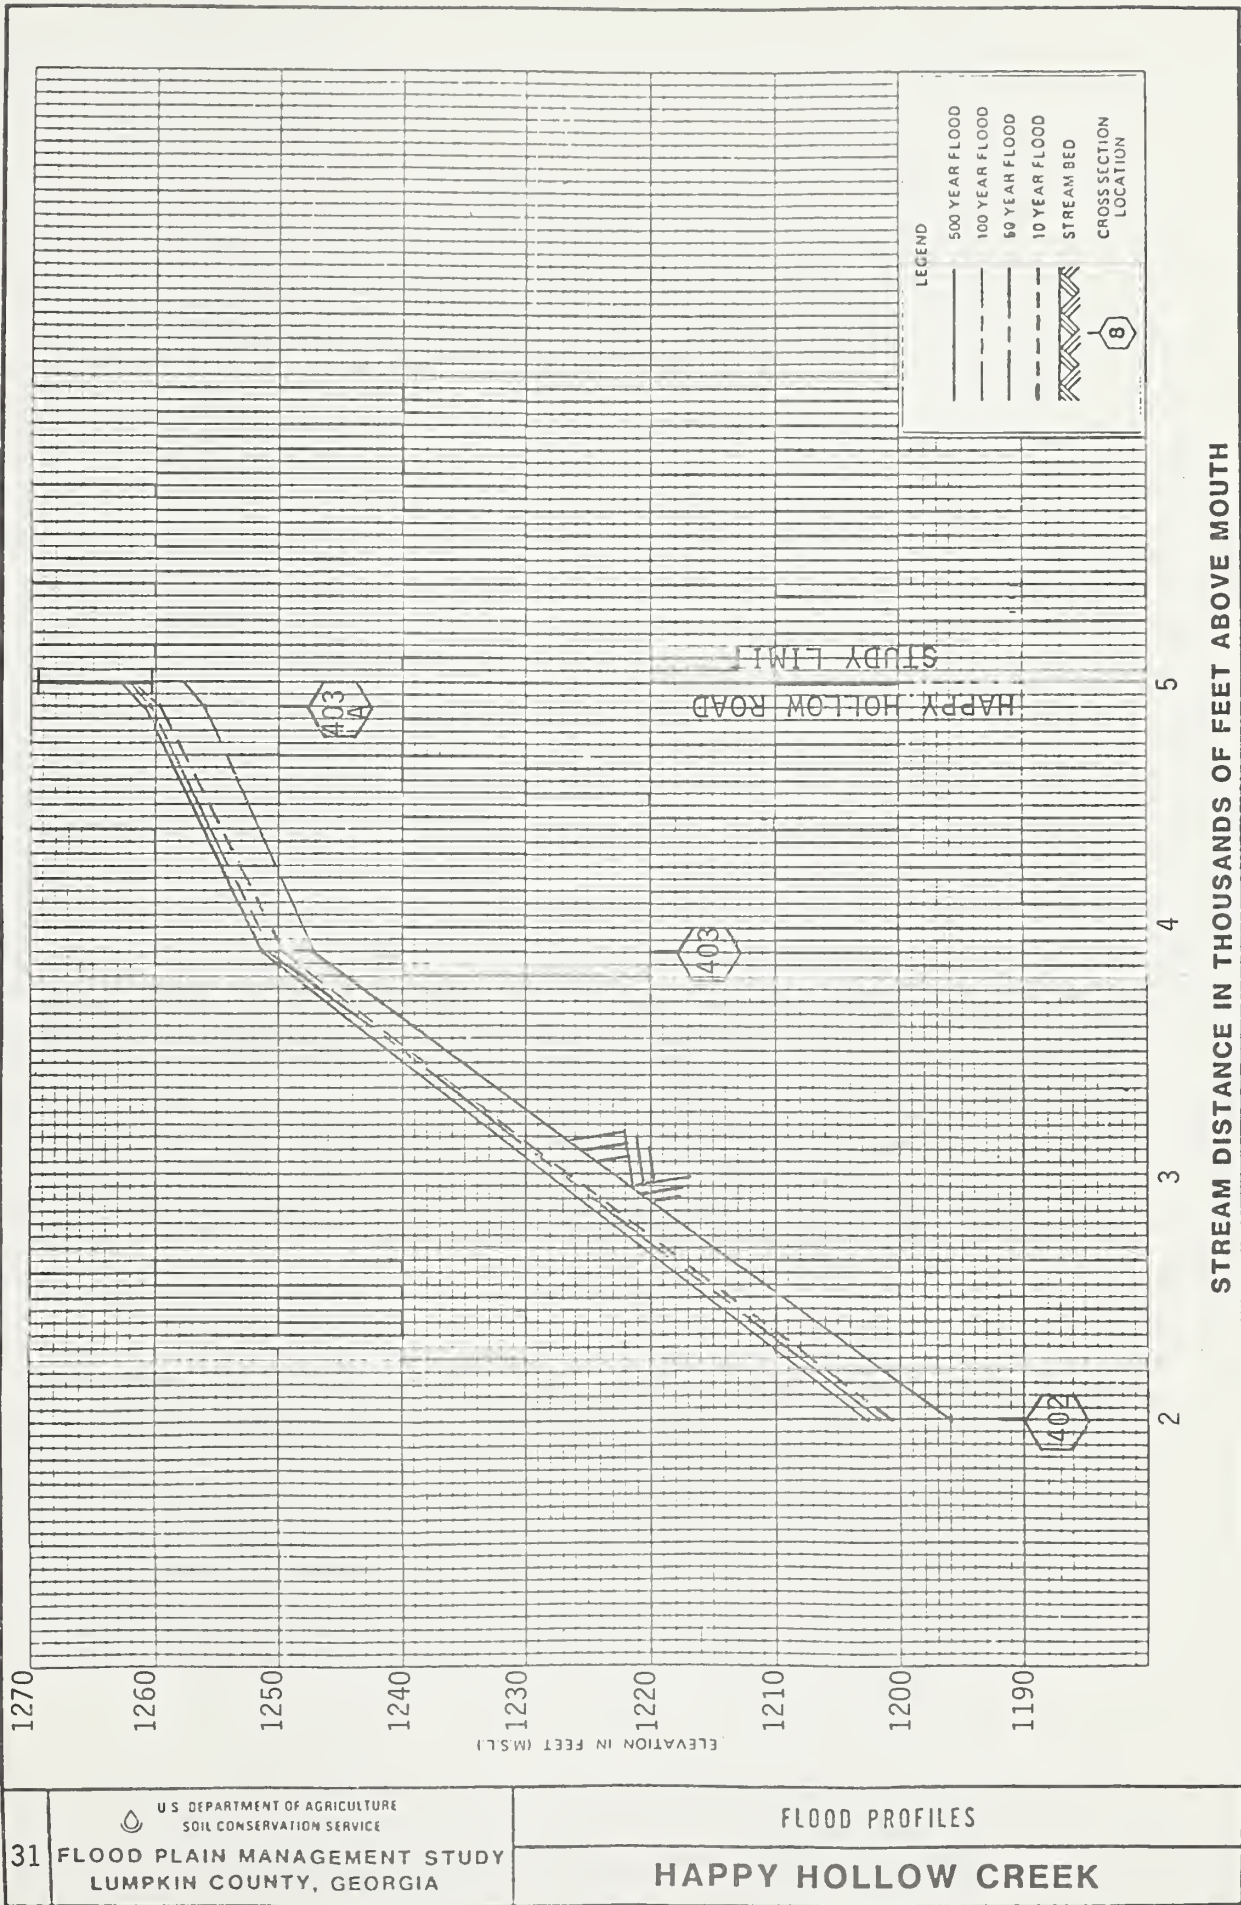 1270
1260
1250
1240
1230
1220
1210
1200
1190
ELEVATION IN FEET (M.S.L.)
2
3
4
5
STREAM DISTANCE IN THOUSANDS OF FEET ABOVE MOUTH
402
403
403
A
HAPPY HOLLOW ROAD
STUDY LIMIT
LEGEND
500 YEAR FLOOD
100 YEAR FLOOD
50 YEAR FLOOD
10 YEAR FLOOD
STREAM BED
CROSS SECTION
LOCATION
8
31
U S DEPARTMENT OF AGRICULTURE
SOIL CONSERVATION SERVICE
FLOOD PLAIN MANAGEMENT STUDY
LUMPKIN COUNTY, GEORGIA
FLOOD PROFILES
HAPPY HOLLOW CREEK